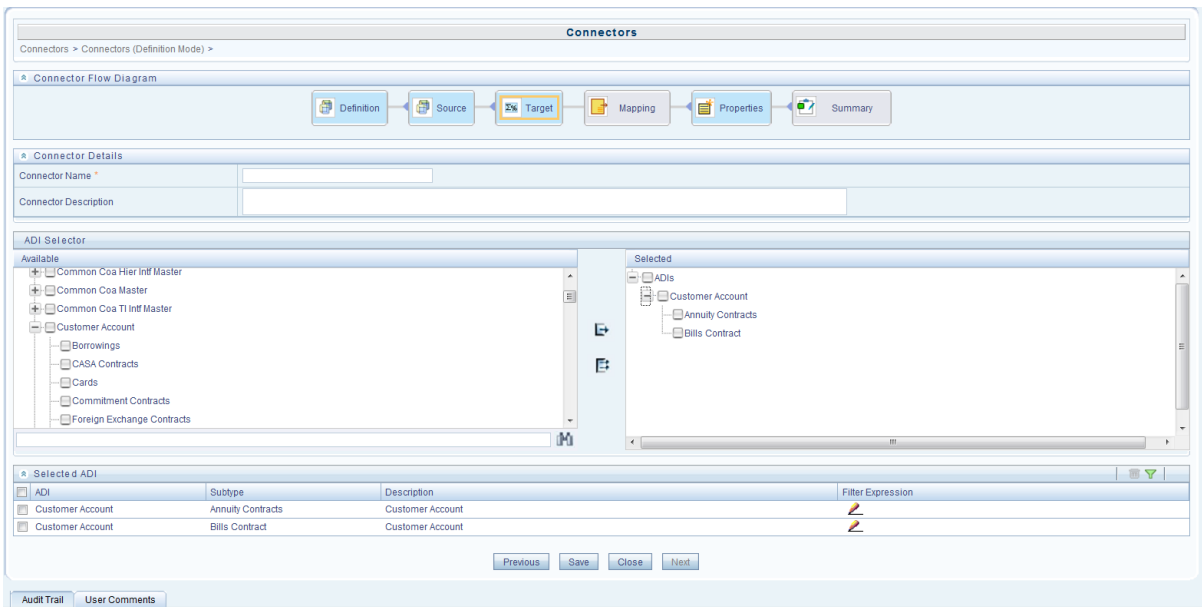 Connectors
Connectors > Connectors (Definition Mode) >
Connector Flow Diagram
Definition Source Σ% Target Mapping Properties Summary
Connector Details
Connector Name *
Connector Description
ADI Selector
Available Selected
Common Coa Hier Intf Master
Common Coa Master
Common Coa Tl Intf Master
Customer Account
Borrowings
CASA Contracts
Cards
Commitment Contracts
Foreign Exchange Contracts
ADIs
Customer Account
Annuity Contracts
Bills Contract
Selected ADI
ADI Subtype Description Filter Expression
Customer Account Annuity Contracts Customer Account
Customer Account Bills Contract Customer Account
Previous Save Close Next
Audit Trail User Comments